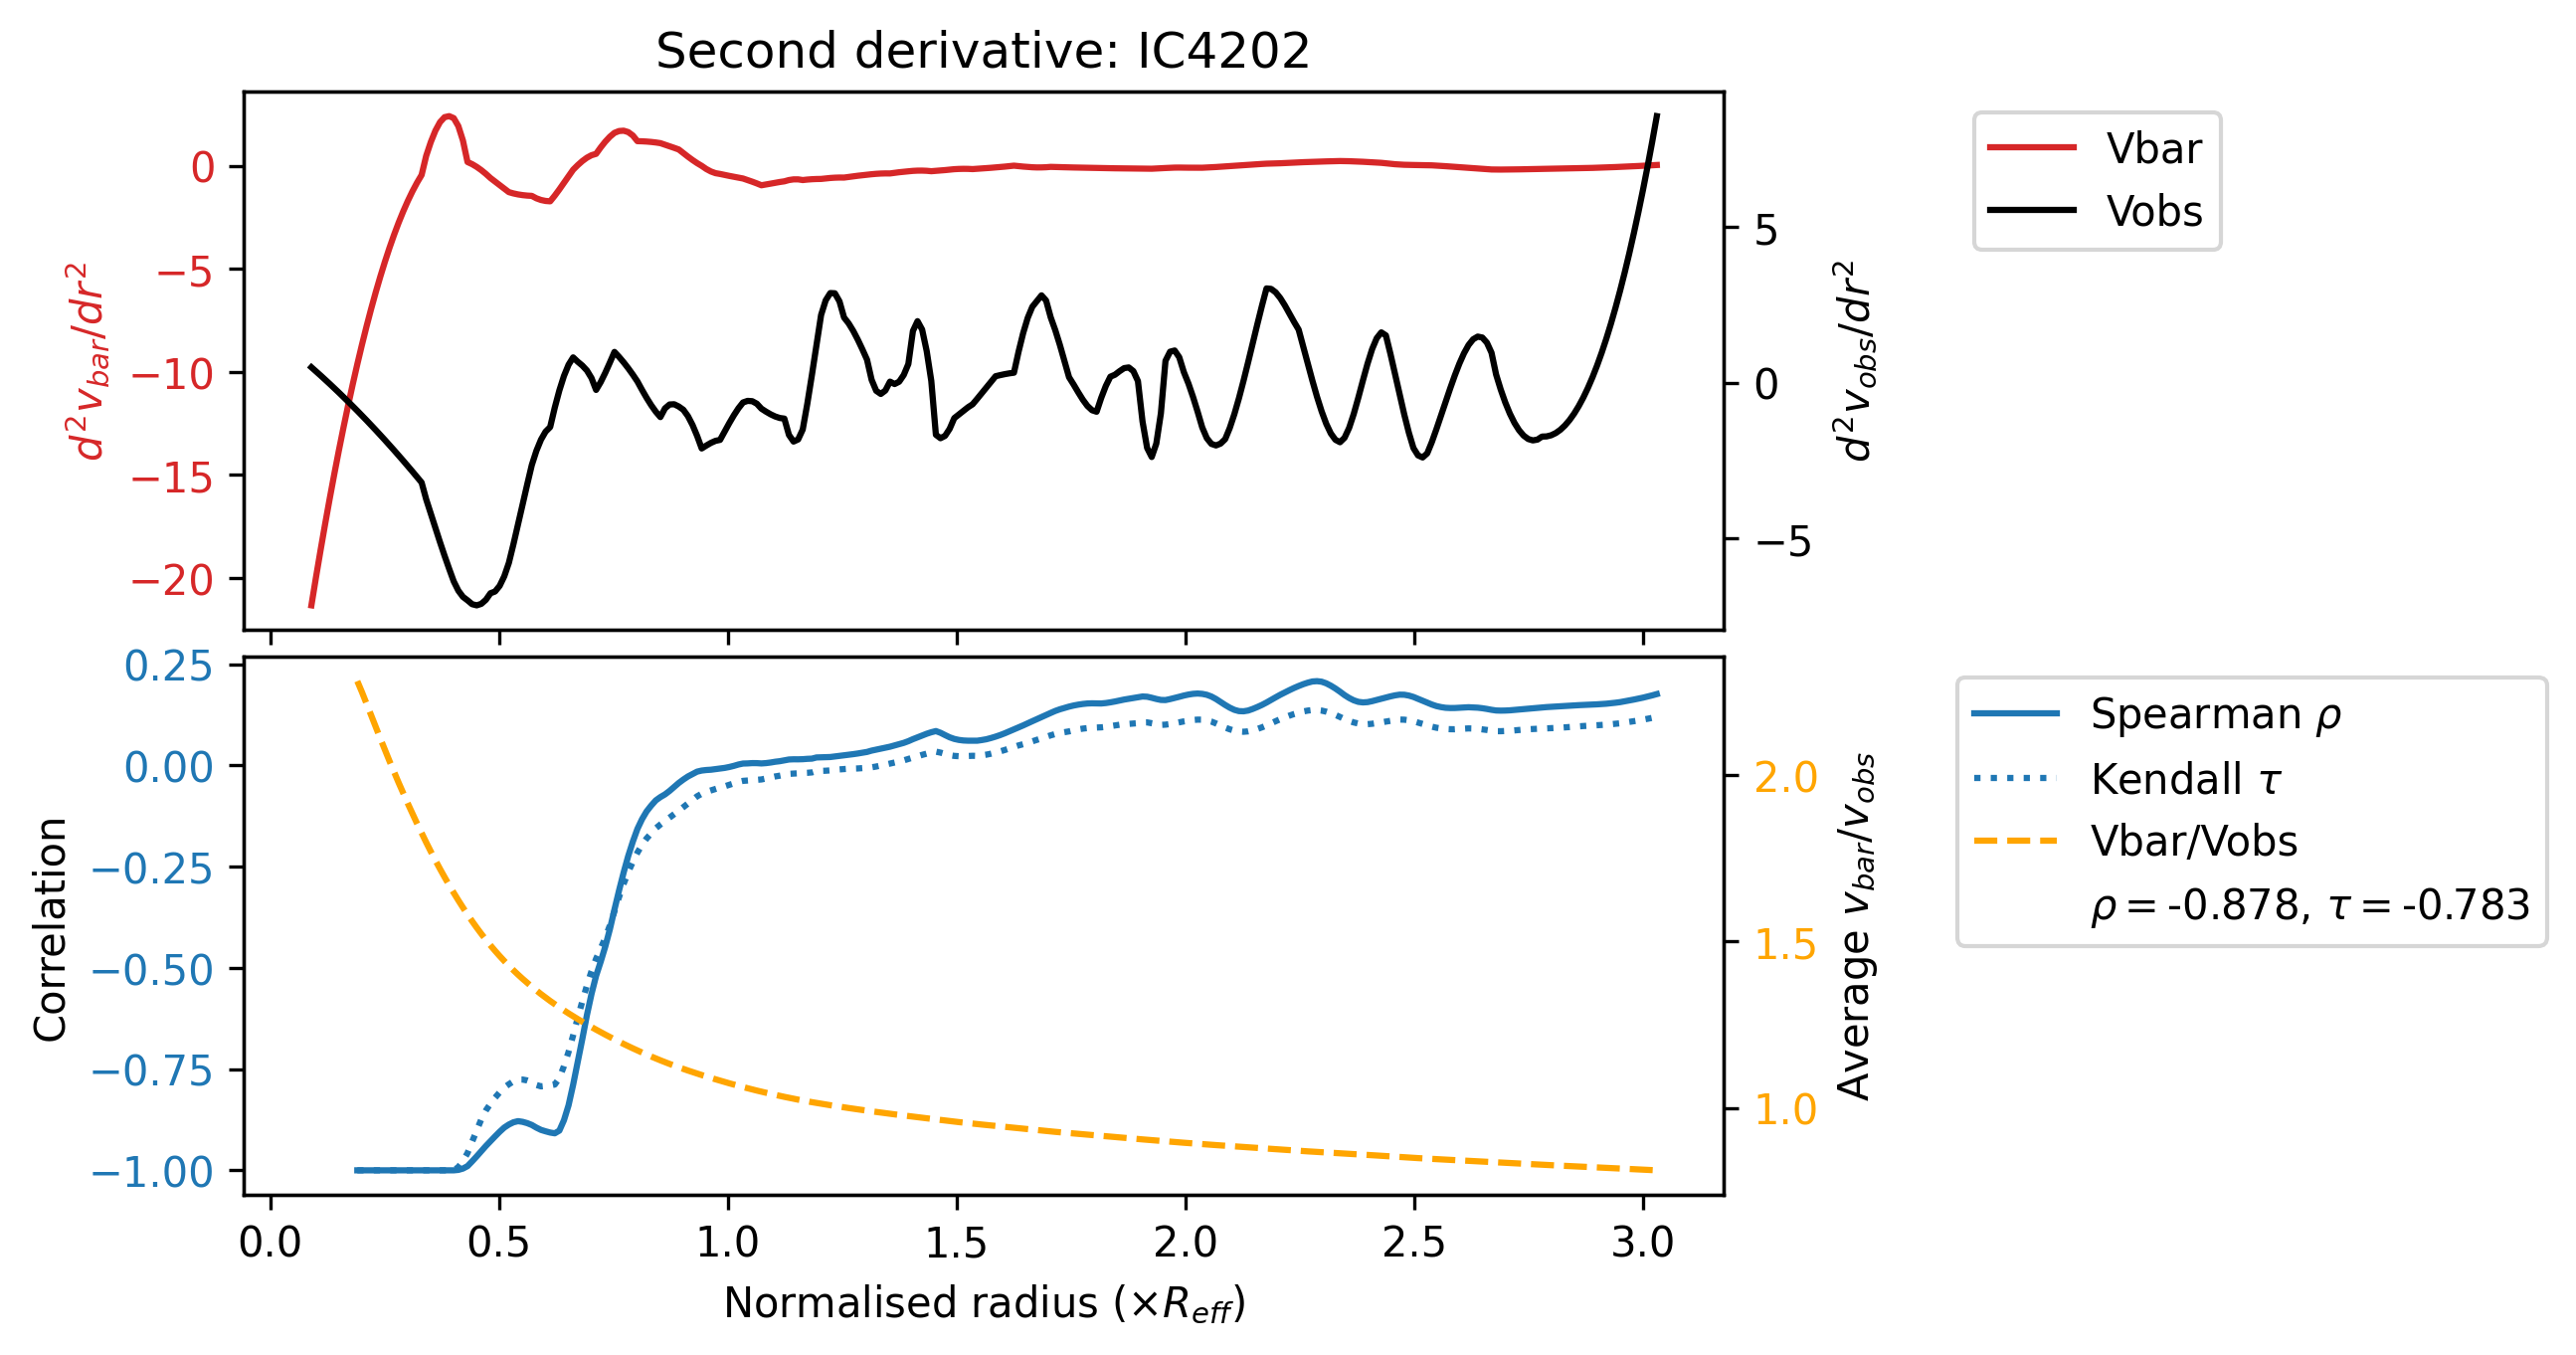 Second derivative: IC4202
0
−5
−10
−15
−20
d²v_bar/dr²
5
0
−5
d²v_obs/dr²
Vbar
Vobs
0.25
0.00
−0.25
−0.50
−0.75
−1.00
Correlation
2.0
1.5
1.0
Average v_bar/v_obs
Spearman ρ
Kendall τ
Vbar/Vobs
ρ = -0.878, τ = -0.783
0.0 0.5 1.0 1.5 2.0 2.5 3.0
Normalised radius (×R_eff)